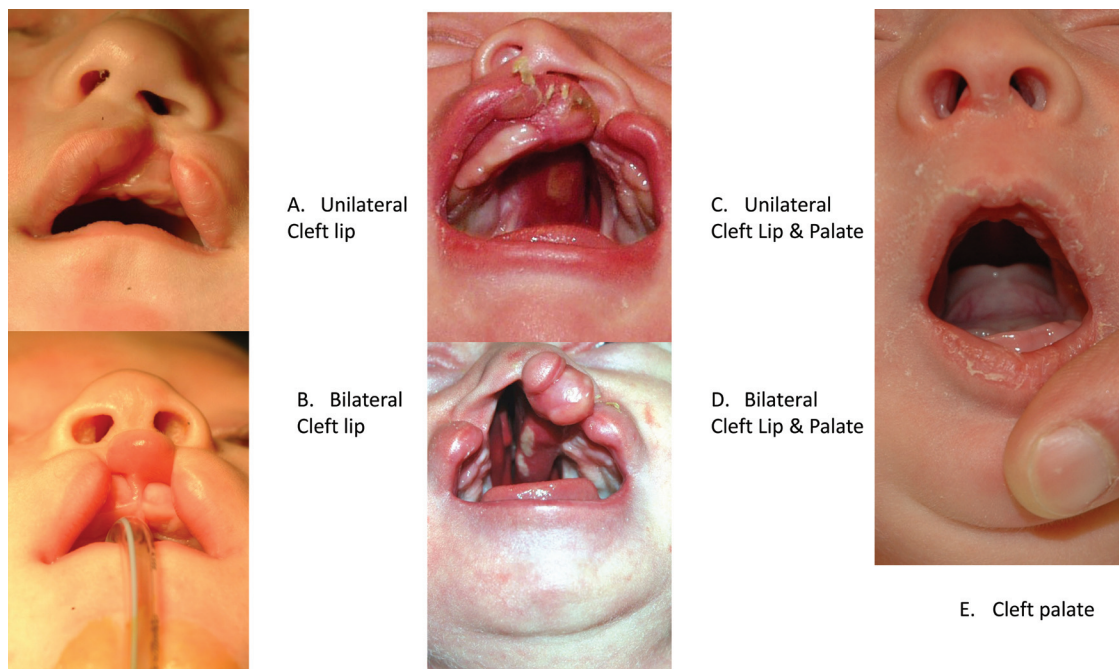 A. Unilateral
Cleft lip
B. Bilateral
Cleft lip
C. Unilateral
Cleft Lip & Palate
D. Bilateral
Cleft Lip & Palate
E. Cleft palate